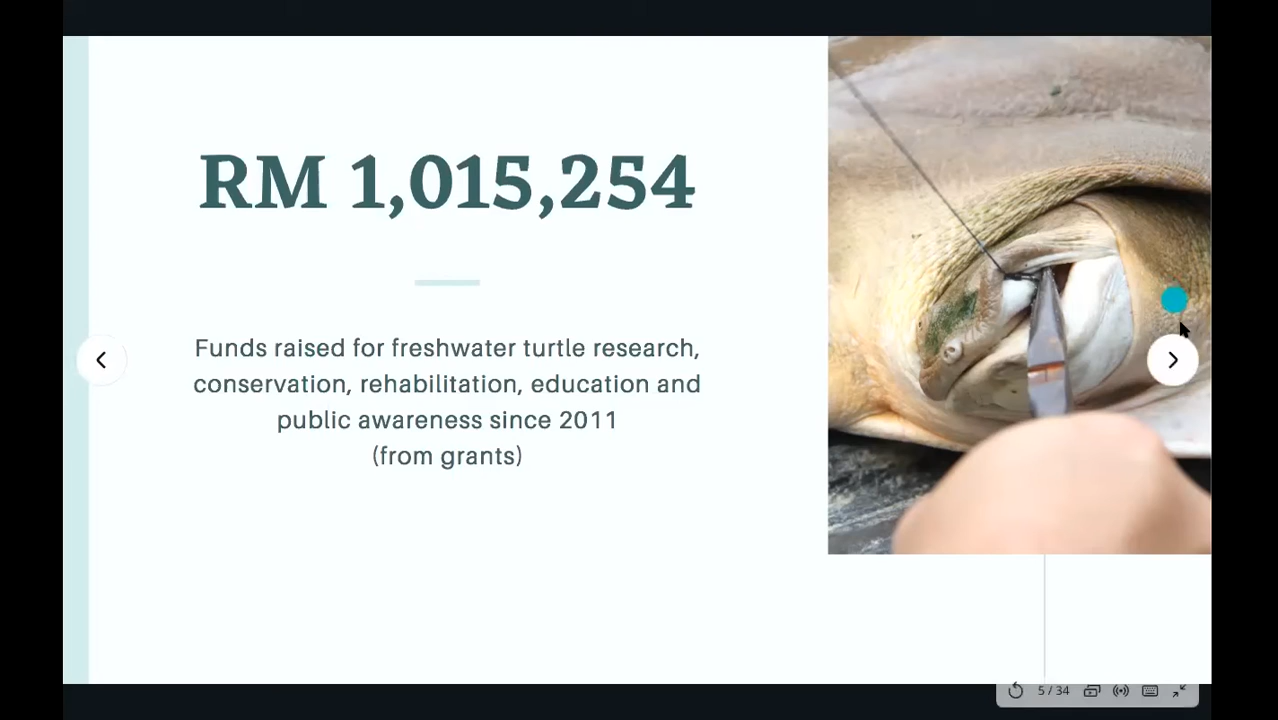 RM 1,015,254
Funds raised for freshwater turtle research,
conservation, rehabilitation, education and
public awareness since 2011
(from grants)
5 / 34